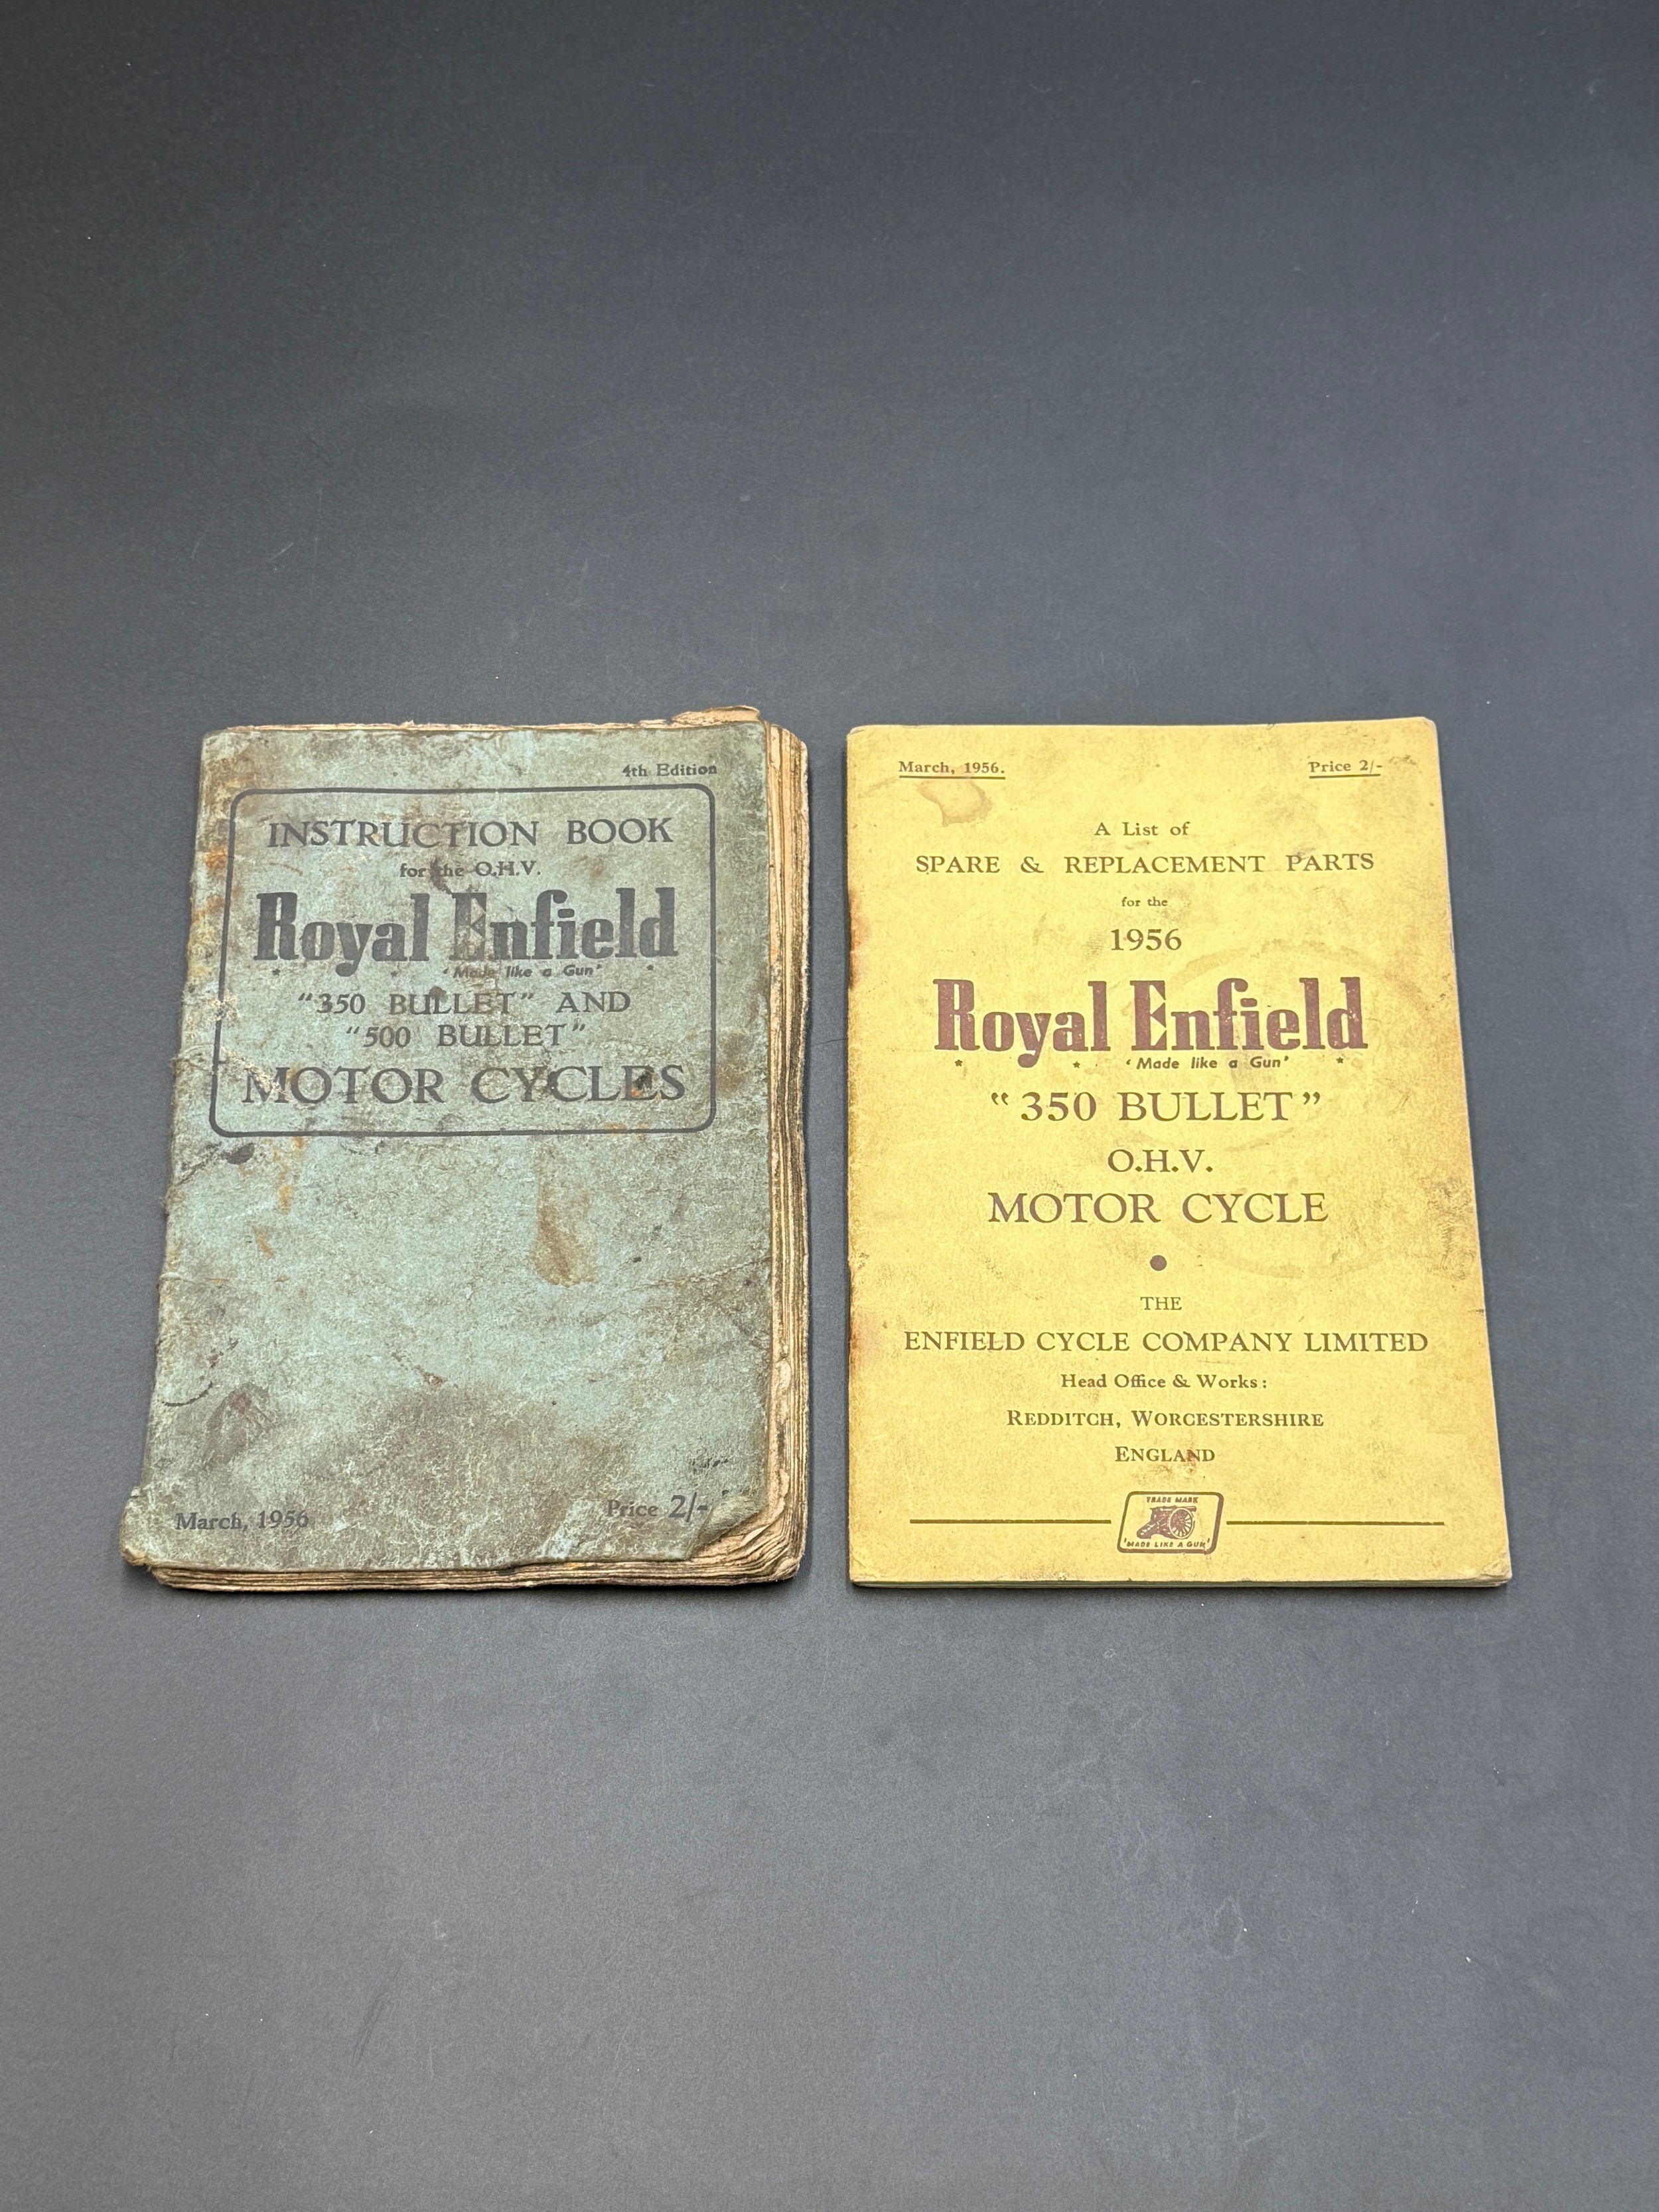 4th Edition
INSTRUCTION BOOK
for the O.H.V.
Royal Enfield
'Made like a Gun'
"350 BULLET" AND
"500 BULLET"
MOTOR CYCLES
March, 1956
Price 2/-
March, 1956.
Price 2/-
A List of
SPARE & REPLACEMENT PARTS
for the
1956
Royal Enfield
'Made like a Gun'
"350 BULLET"
O.H.V.
MOTOR CYCLE
THE
ENFIELD CYCLE COMPANY LIMITED
Head Office & Works:
REDDITCH, WORCESTERSHIRE
ENGLAND
TRADE MARK
'MADE LIKE A GUN'